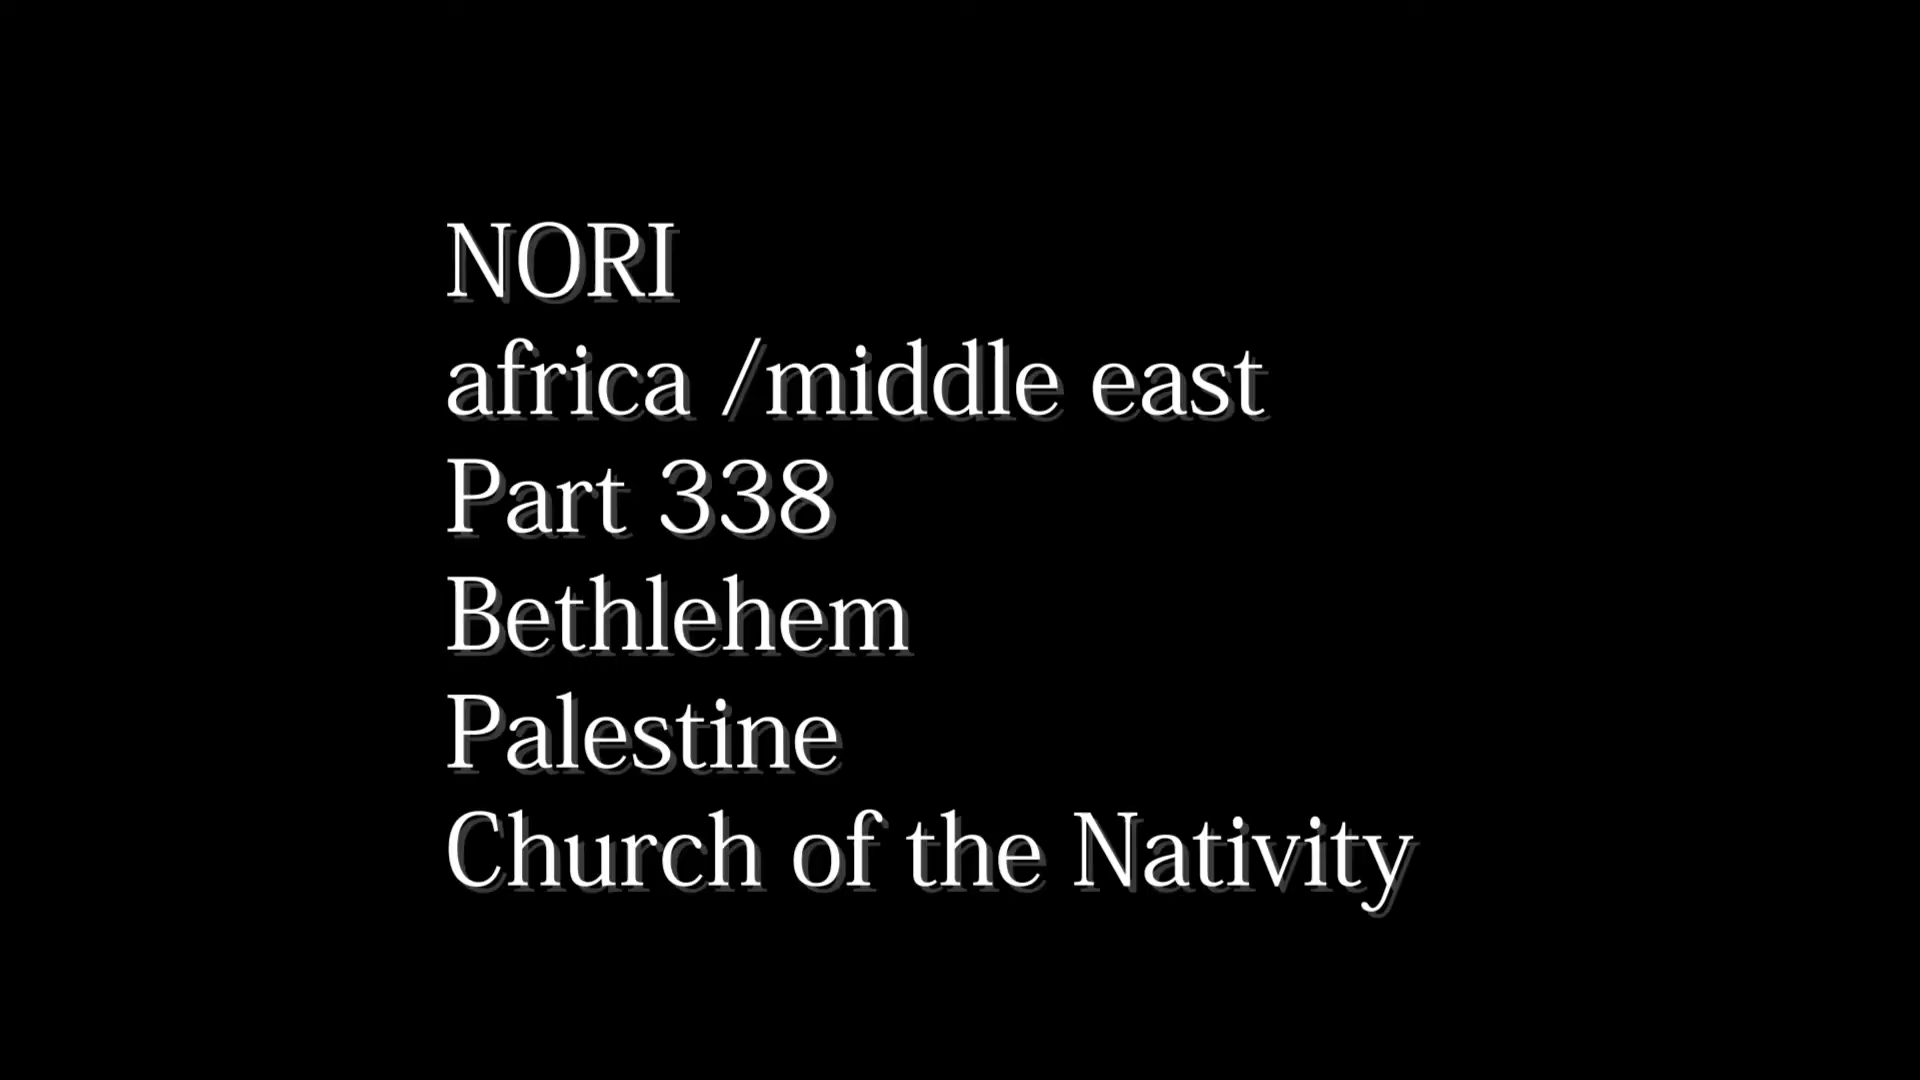 NORI
africa /middle east
Part 338
Bethlehem
Palestine
Church of the Nativity